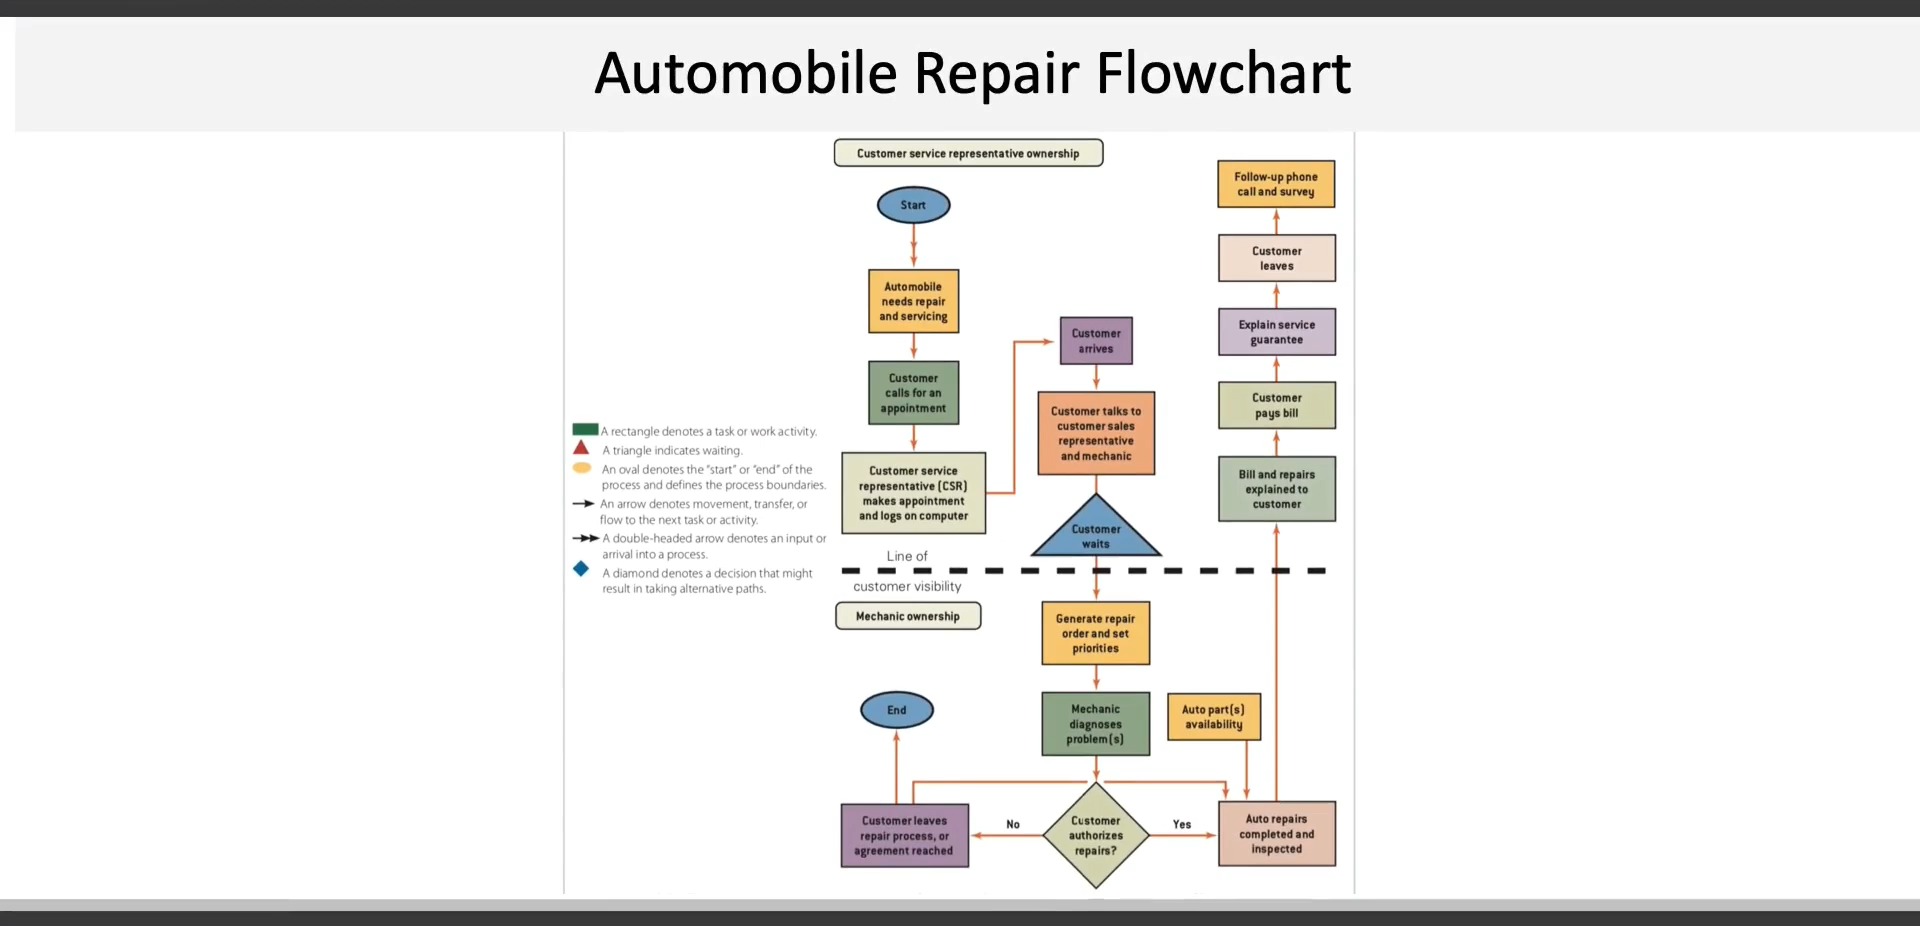 Automobile Repair Flowchart
Customer service representative ownership
Start
Automobile
needs repair
and servicing
Customer
calls for an
appointment
Customer service
representative (CSR)
makes appointment
and logs on computer
Customer
arrives
Customer talks to
customer sales
representative
and mechanic
Customer
waits
Follow-up phone
call and survey
Customer
leaves
Explain service
guarantee
Customer
pays bill
Bill and repairs
explained to
customer
A rectangle denotes a task or work activity.
A triangle indicates waiting.
An oval denotes the “start” or “end” of the
process and defines the process boundaries.
An arrow denotes movement, transfer, or
flow to the next task or activity.
A double-headed arrow denotes an input or
arrival into a process.
A diamond denotes a decision that might
result in taking alternative paths.
Line of
customer visibility
Mechanic ownership
Generate repair
order and set
priorities
Mechanic
diagnoses
problem(s)
Auto part(s)
availability
End
Customer leaves
repair process, or
agreement reached
No
Customer
authorizes
repairs?
Yes
Auto repairs
completed and
inspected